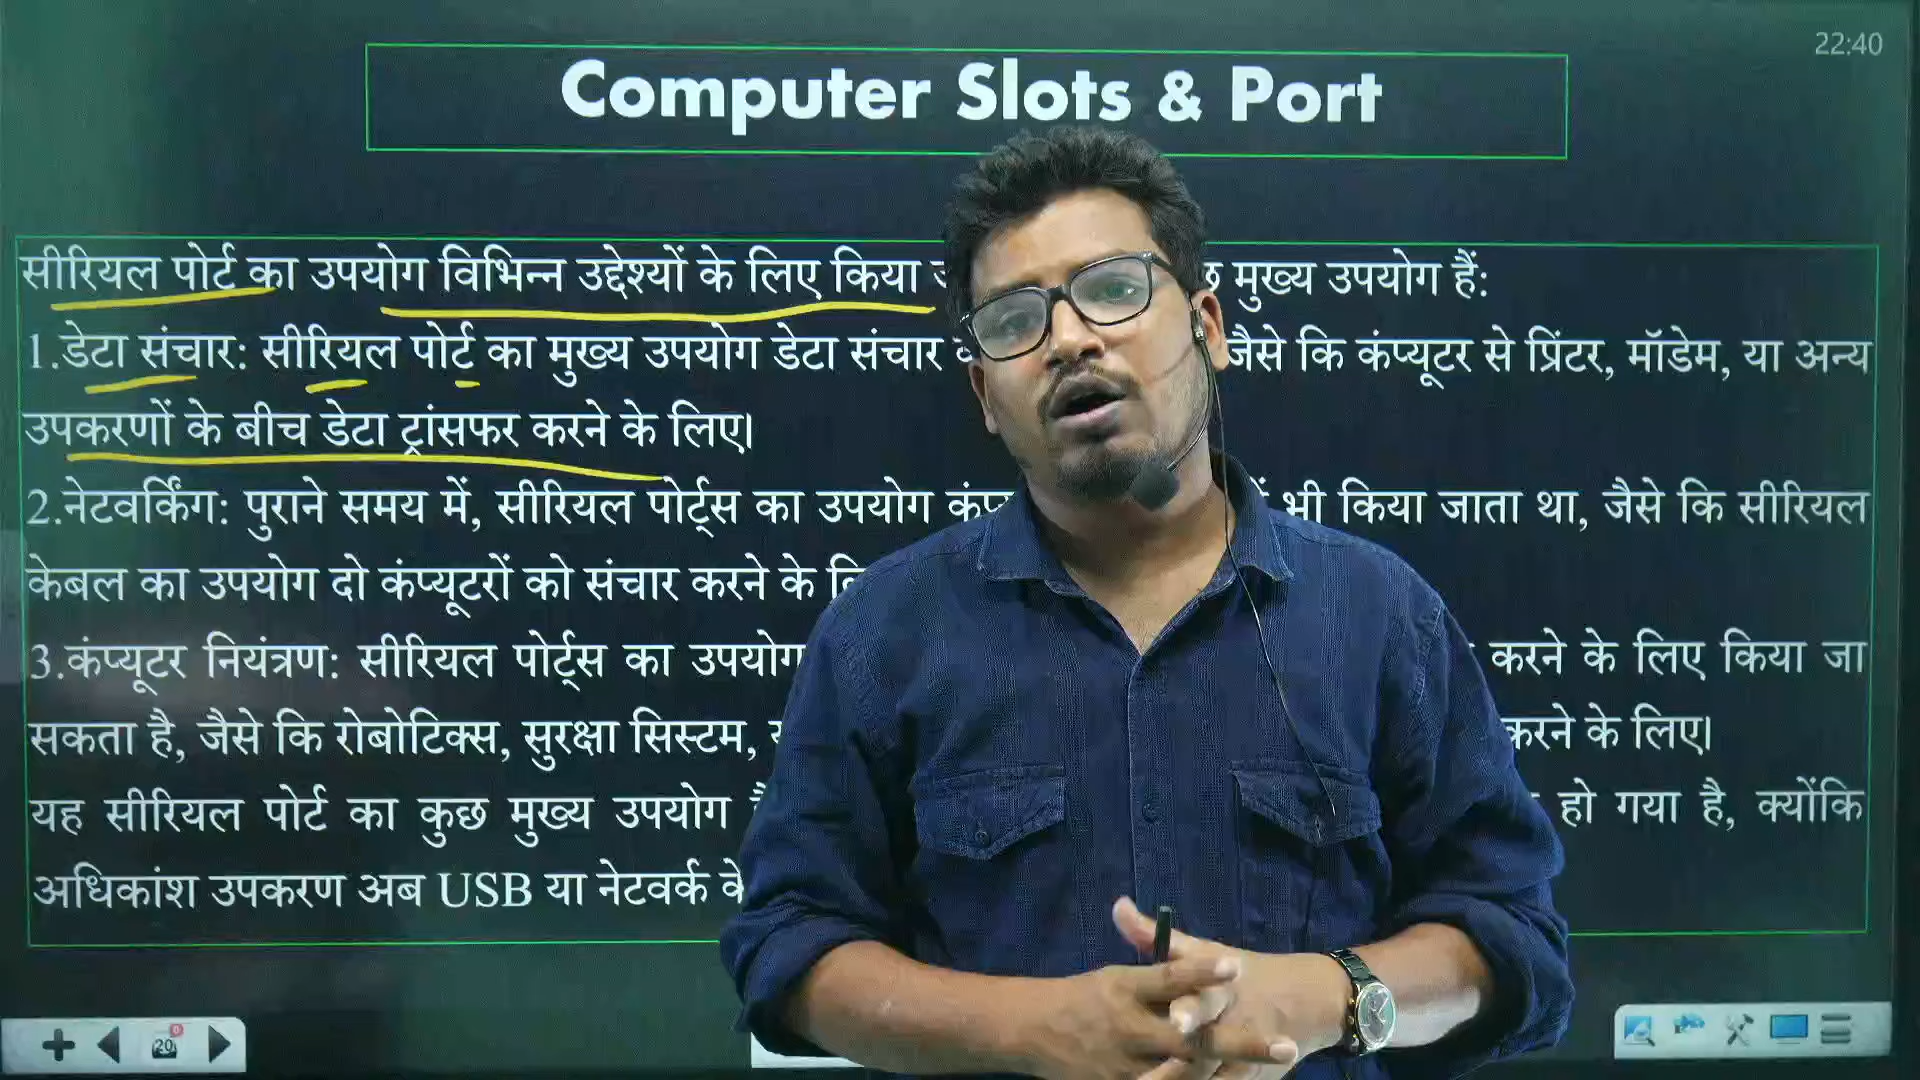 22:40
Computer Slots & Port
सीरियल पोर्ट का उपयोग विभिन्न उद्देश्यों के लिए किया मुख्य उपयोग हैं:
1.डेटा संचार: सीरियल पोर्ट का मुख्य उपयोग डेटा संचार जैसे कि कंप्यूटर से प्रिंटर, मॉडेम, या अन्य
उपकरणों के बीच डेटा ट्रांसफर करने के लिए।
2.नेटवर्किंग: पुराने समय में, सीरियल पोर्ट्स का उपयोग भी किया जाता था, जैसे कि सीरियल
केबल का उपयोग दो कंप्यूटरों को संचार करने के
3.कंप्यूटर नियंत्रण: सीरियल पोर्ट्स का उपयोग करने के लिए किया जा
सकता है, जैसे कि रोबोटिक्स, सुरक्षा सिस्टम, करने के लिए।
यह सीरियल पोर्ट का कुछ मुख्य उपयोग हो गया है, क्योंकि
अधिकांश उपकरण अब USB या नेटवर्क के
20